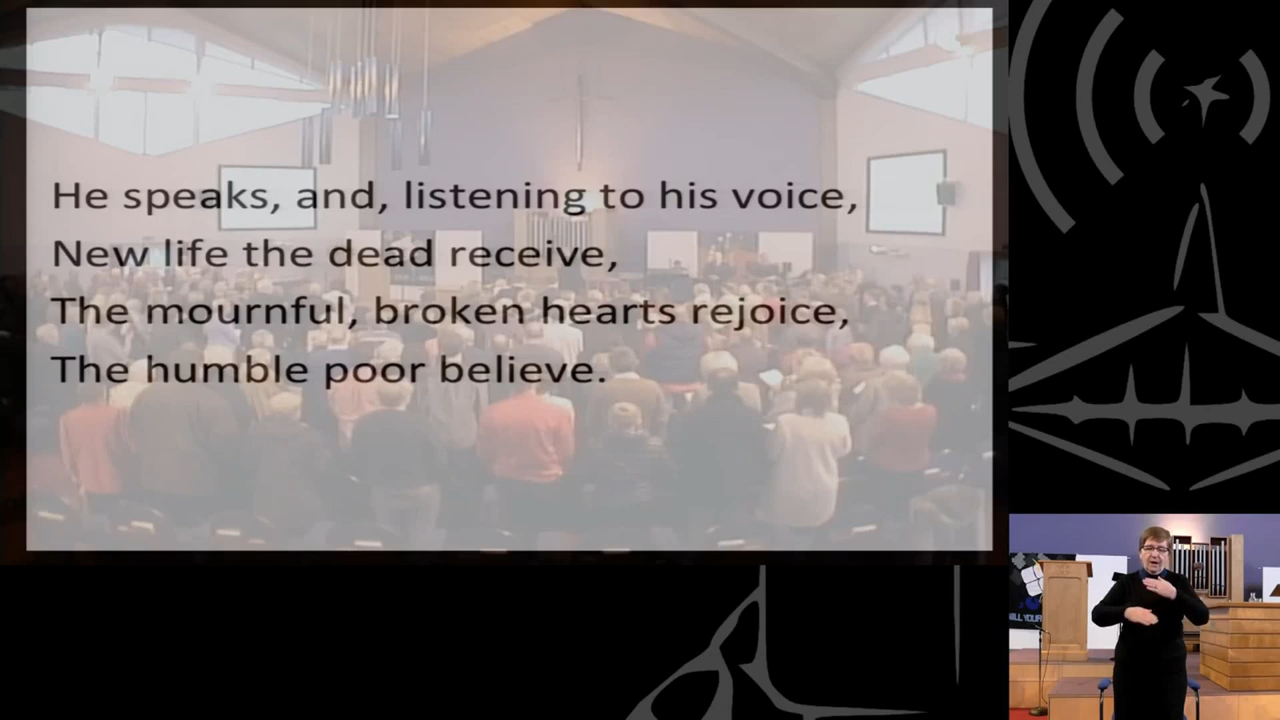 He speaks, and, listening to his voice,
New life the dead receive,
The mournful, broken hearts rejoice,
The humble poor believe.